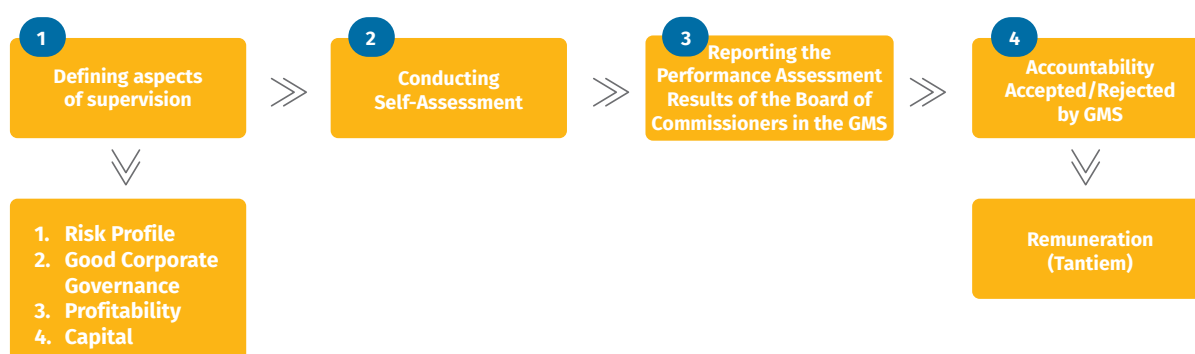 1
Defining aspects
of supervision
2
Conducting
Self-Assessment
3
Reporting the
Performance Assessment
Results of the Board of
Commissioners in the GMS
4
Accountability
Accepted/Rejected
by GMS
1. Risk Profile
2. Good Corporate
Governance
3. Profitability
4. Capital
Remuneration
(Tantiem)